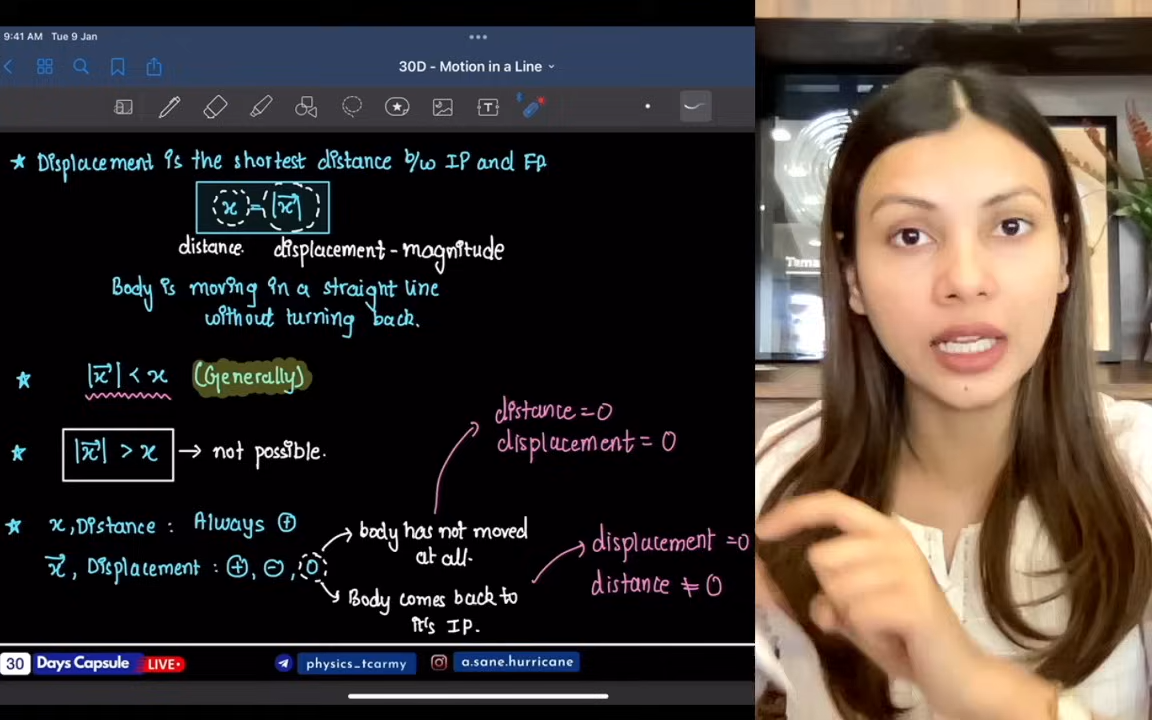 9:41 AM Tue 9 Jan
30D - Motion in a Line
T
★ Displacement is the shortest distance b/w IP and FP
x = |x⃗|
distance. displacement - magnitude
Body is moving in a straight line
without turning back.
★ |x⃗| < x (Generally)
distance = 0
displacement = 0
★ |x⃗| > x → not possible.
★ x, Distance : Always ⊕
x⃗, Displacement : ⊕, ⊖, 0
body has not moved
at all.
Body comes back to
it's IP.
displacement = 0
distance ≠ 0
30 Days Capsule LIVE
physics_tcarmy
a.sane.hurricane